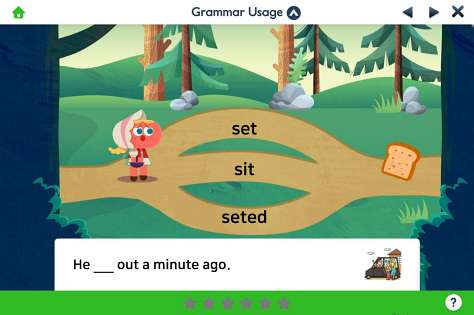 Grammar Usage
set
sit
seted
He ___ out a minute ago.
?